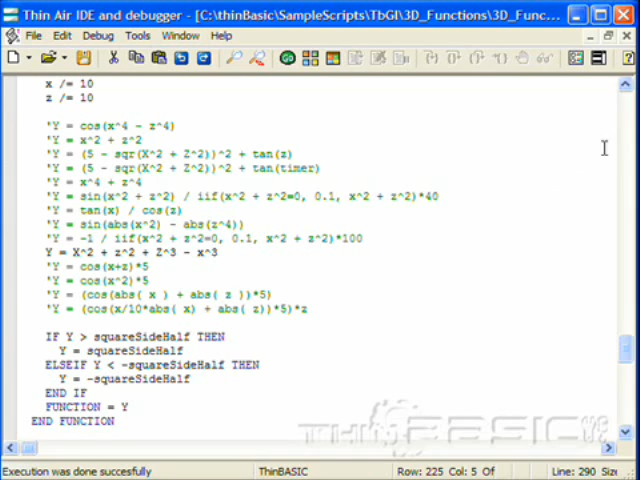 Thin Air IDE and debugger - [C:\thinBasic\SampleScripts\TbGl\3D_Functions\3D_Func...
File Edit Debug Tools Window Help
x /= 10
z /= 10
'Y = cos(x^4 - z^4)
'Y = x^2 + z^2
'Y = (5 - sqr(X^2 + Z^2))^2 + tan(z)
'Y = (5 - sqr(X^2 + Z^2))^2 + tan(timer)
'Y = x^4 + z^4
'Y = sin(x^2 + z^2) / iif(x^2 + z^2=0, 0.1, x^2 + z^2)*40
'Y = tan(x) / cos(z)
'Y = sin(abs(x^2) - abs(z^4))
'Y = -1 / iif(x^2 + z^2=0, 0.1, x^2 + z^2)*100
Y = X^2 + z^2 + Z^3 - x^3
'Y = cos(x+z)*5
'Y = cos(x^2)*5
'Y = (cos(abs( x ) + abs( z ))*5)
'Y = (cos(x/10*abs( x) + abs( z))*5)*z
IF Y > squareSideHalf THEN
Y = squareSideHalf
ELSEIF Y < -squareSideHalf THEN
Y = -squareSideHalf
END IF
FUNCTION = Y
END FUNCTION
THINBASIC
Execution was done succesfully ThinBASIC Row: 225 Col: 5 Of Line: 290 Size